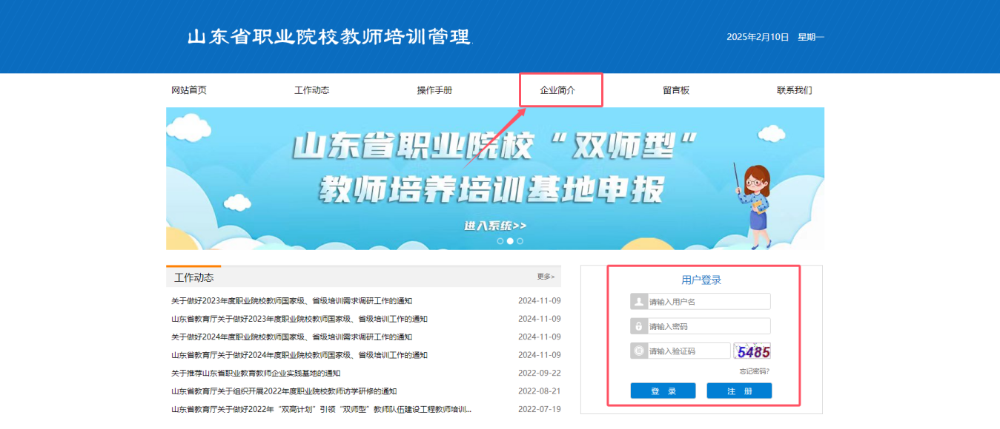 山东省职业院校教师培训管理
2025年2月10日 星期一
网站首页 工作动态 操作手册 企业简介 留言板 联系我们
山东省职业院校“双师型”
教师培养培训基地申报
进入系统>>
工作动态 更多>
关于做好2023年度职业院校教师国家级、省级培训需求调研工作的通知 2024-11-09
山东省教育厅关于做好2023年度职业院校教师国家级、省级培训工作的通知 2024-11-09
关于做好2024年度职业院校教师国家级、省级培训需求调研工作的通知 2024-11-09
山东省教育厅关于做好2024年度职业院校教师国家级、省级培训工作的通知 2024-11-09
关于推荐山东省职业教育教师企业实践基地的通知 2022-09-22
山东省教育厅关于组织开展2022年度职业院校教师访学研修的通知 2022-08-21
山东省教育厅关于做好2022年“双高计划”引领“双师型”教师队伍建设工程教师培训... 2022-07-19
用户登录
请输入用户名
请输入密码
请输入验证码 5485
忘记密码?
登 录 注 册